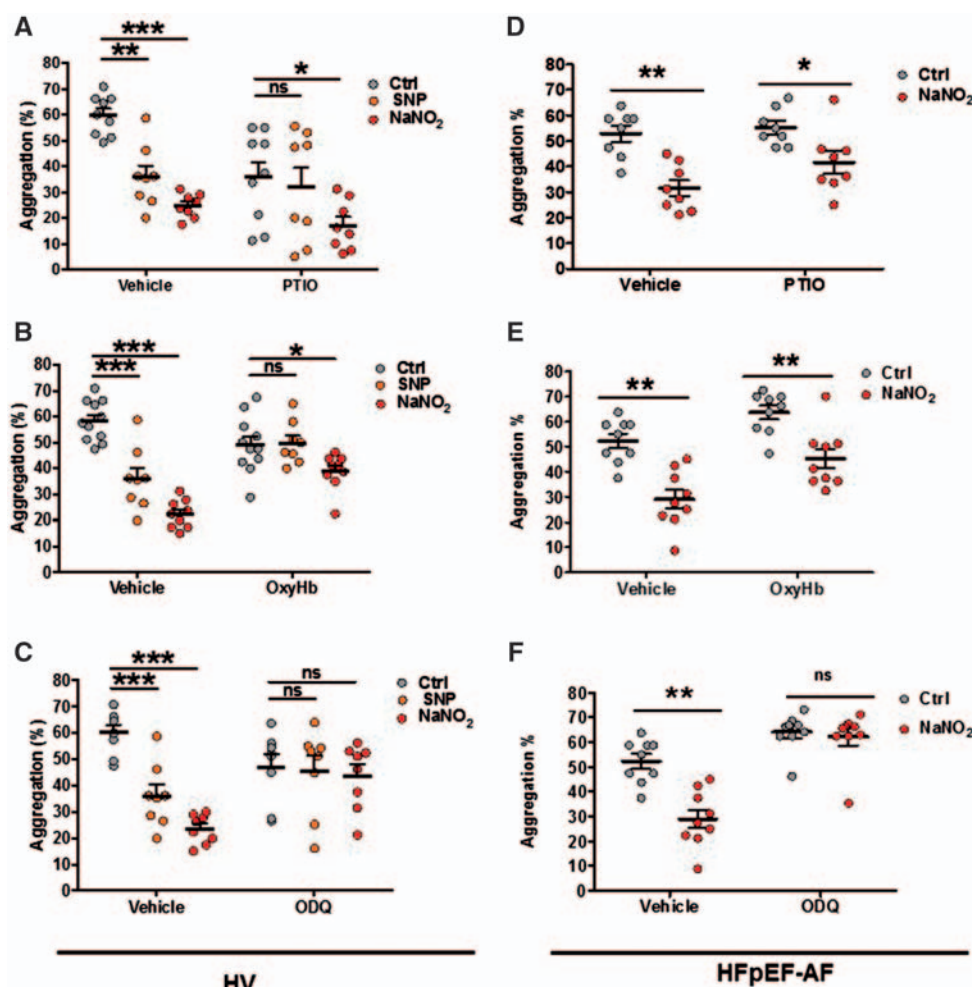 A
***
**
*
ns
Aggregation (%)
80
70
60
50
40
30
20
10
0
Vehicle
PTIO
Ctrl
SNP
NaNO2
D
**
*
Aggregation %
80
70
60
50
40
30
20
10
0
Vehicle
PTIO
Ctrl
NaNO2
B
***
***
*
ns
Aggregation (%)
80
70
60
50
40
30
20
10
0
Vehicle
OxyHb
Ctrl
SNP
NaNO2
E
**
**
Aggregation %
80
70
60
50
40
30
20
10
0
Vehicle
OxyHb
Ctrl
NaNO2
C
***
***
ns
ns
Aggregation (%)
80
70
60
50
40
30
20
10
0
Vehicle
ODQ
Ctrl
SNP
NaNO2
F
**
ns
Aggregation %
80
70
60
50
40
30
20
10
0
Vehicle
ODQ
Ctrl
NaNO2
HV
HFpEF-AF